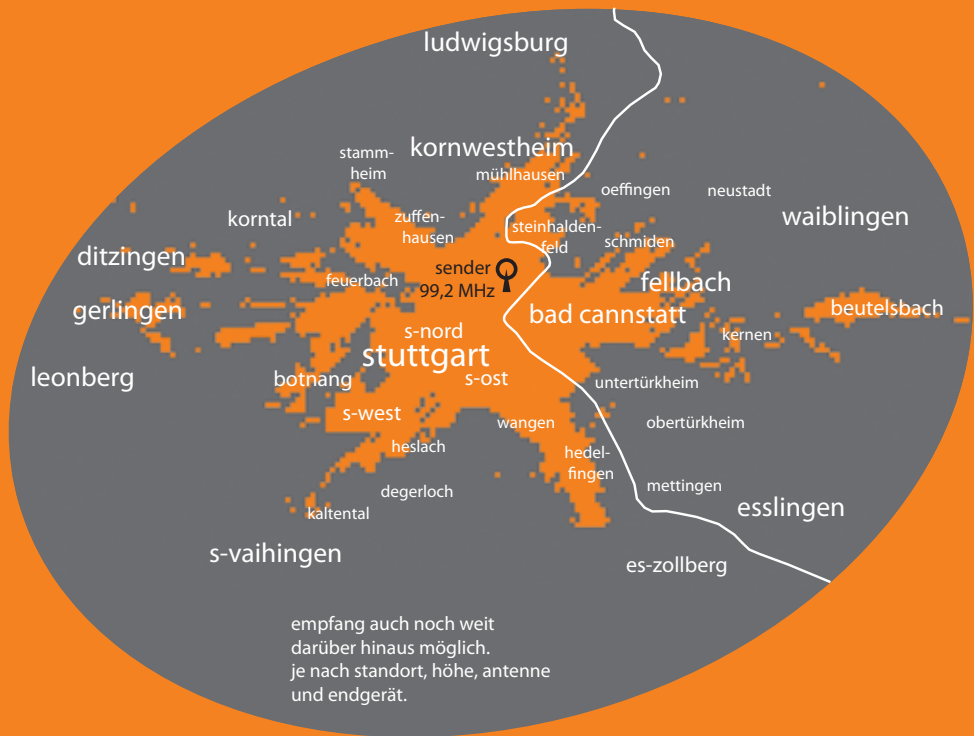 ludwigsburg
kornwestheim
stamm-
heim
mühlhausen
oeffingen
neustadt
waiblingen
korntal
zuffen-
hausen
steinhalden-
feld
schmiden
ditzingen
sender
99,2 MHz
feuerbach
fellbach
gerlingen
bad cannstatt
beutelsbach
s-nord
kernen
stuttgart
leonberg
botnang
s-ost
untertürkheim
s-west
wangen
obertürkheim
heslach
hedel-
fingen
degerloch
mettingen
kaltental
esslingen
s-vaihingen
es-zollberg
empfang auch noch weit
darüber hinaus möglich.
je nach standort, höhe, antenne
und endgerät.